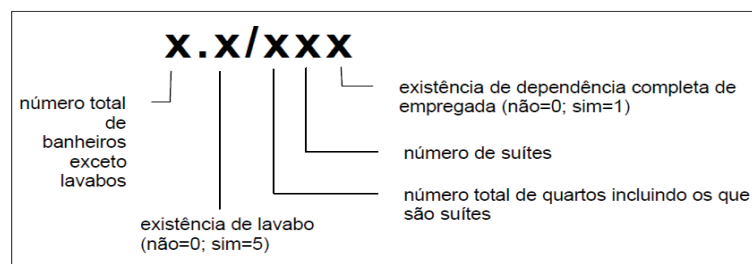 x.x/xxx
número total
de
banheiros
exceto
lavabos
existência de lavabo
(não=0; sim=5)
existência de dependência completa de
empregada (não=0; sim=1)
número de suítes
número total de quartos incluindo os que
são suítes